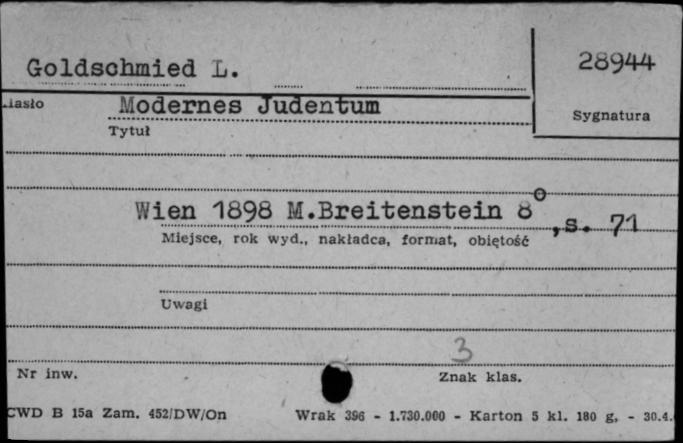 Goldschmied L.
28944
Modernes Judentum
Sygnatura
Tytuł
Wien 1898 M.Breitenstein 8°, s. 71
Miejsce, rok wyd., nakładca, format, objętość
Uwagi
3
Nr inw.
Znak klas.
CWD B 15a Zam. 452/DW/On Wrak 396 - 1.730.000 - Karton 5 kl. 180 g. - 30.4.